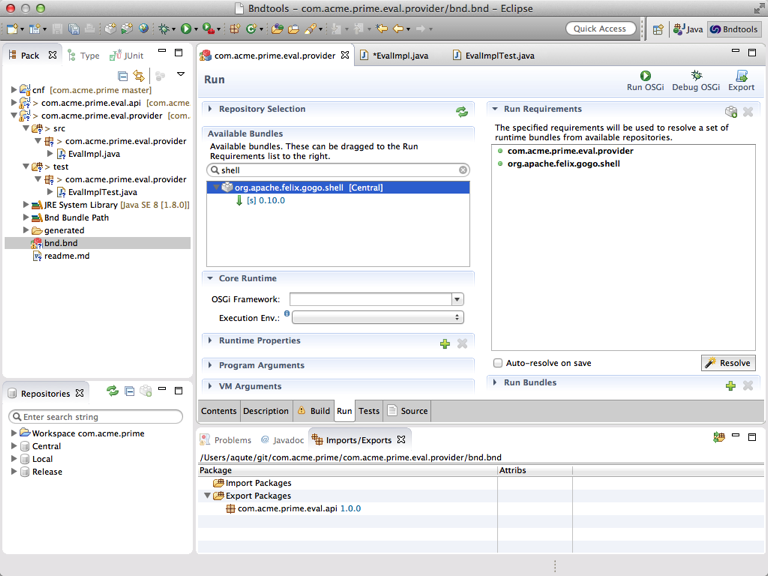 Bndtools – com.acme.prime.eval.provider/bnd.bnd – Eclipse
Quick Access
Java
Bndtools
Pack
Type
JUnit
cnf [com.acme.prime master]
> com.acme.prime.eval.api [com.acme
> com.acme.prime.eval.provider [com.
> src
> com.acme.prime.eval.provider
> EvalImpl.java
> test
> com.acme.prime.eval.provider
> EvalImplTest.java
JRE System Library [Java SE 8 [1.8.0]]
Bnd Bundle Path
generated
bnd.bnd
readme.md
Repositories
Enter search string
Workspace com.acme.prime
Central
Local
Release
com.acme.prime.eval.provider
*EvalImpl.java
EvalImplTest.java
Run
Run OSGi
Debug OSGi
Export
Repository Selection
Available Bundles
Available bundles. These can be dragged to the Run
Requirements list to the right.
shell
org.apache.felix.gogo.shell [Central]
[s] 0.10.0
Core Runtime
OSGi Framework:
Execution Env.:
Runtime Properties
Program Arguments
VM Arguments
Run Requirements
The specified requirements will be used to resolve a set of
runtime bundles from available repositories.
com.acme.prime.eval.provider
org.apache.felix.gogo.shell
Auto-resolve on save
Resolve
Run Bundles
Contents
Description
Build
Run
Tests
Source
Problems
Javadoc
Imports/Exports
/Users/aqute/git/com.acme.prime/com.acme.prime.eval.provider/bnd.bnd
Package
Attribs
Import Packages
Export Packages
com.acme.prime.eval.api 1.0.0